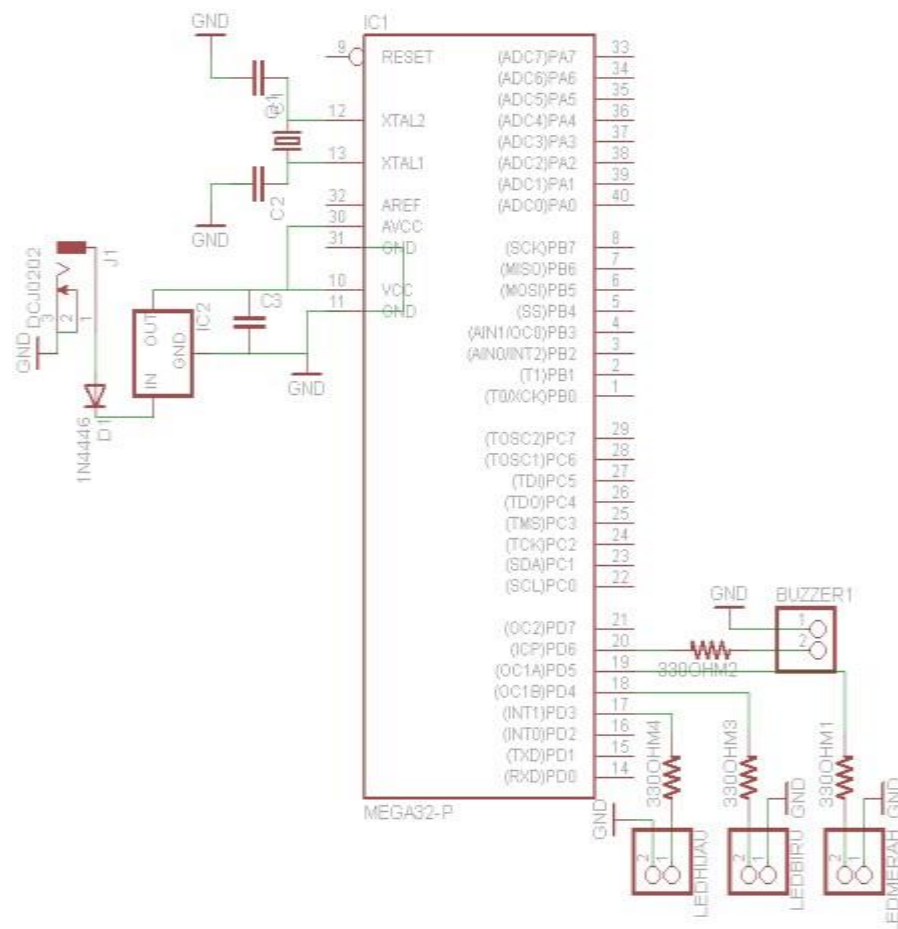 GND
IC1
9
RESET
(ADC7)PA7
33
(ADC6)PA6
34
(ADC5)PA5
35
12
XTAL2
(ADC4)PA4
36
(ADC3)PA3
37
13
XTAL1
(ADC2)PA2
38
(ADC1)PA1
39
C2
32
AREF
(ADC0)PA0
40
GND
30
AVCC
31
GND
(SCK)PB7
8
(MISO)PB6
7
10
VCC
(MOSI)PB5
6
C3
11
GND
(SS)PB4
5
(AIN1/OC0)PB3
4
(AIN0/INT2)PB2
3
GND
(T1)PB1
2
(T0/XCK)PB0
1
DCJ0202
J1
3
2
1
GND
OUT
GND
IN
IC2
1N4446
D1
(TOSC2)PC7
29
(TOSC1)PC6
28
(TDI)PC5
27
(TDO)PC4
26
(TMS)PC3
25
(TCK)PC2
24
(SDA)PC1
23
(SCL)PC0
22
GND
BUZZER1
(OC2)PD7
21
1
(ICP)PD6
20
2
330OHM2
(OC1A)PD5
19
(OC1B)PD4
18
(INT1)PD3
17
(INT0)PD2
16
(TXD)PD1
15
(RXD)PD0
14
330OHM4
330OHM3
330OHM1
MEGA32-P
GND
GND
GND
2
1
LEDHIJAU
2
1
LEDBIRU
2
1